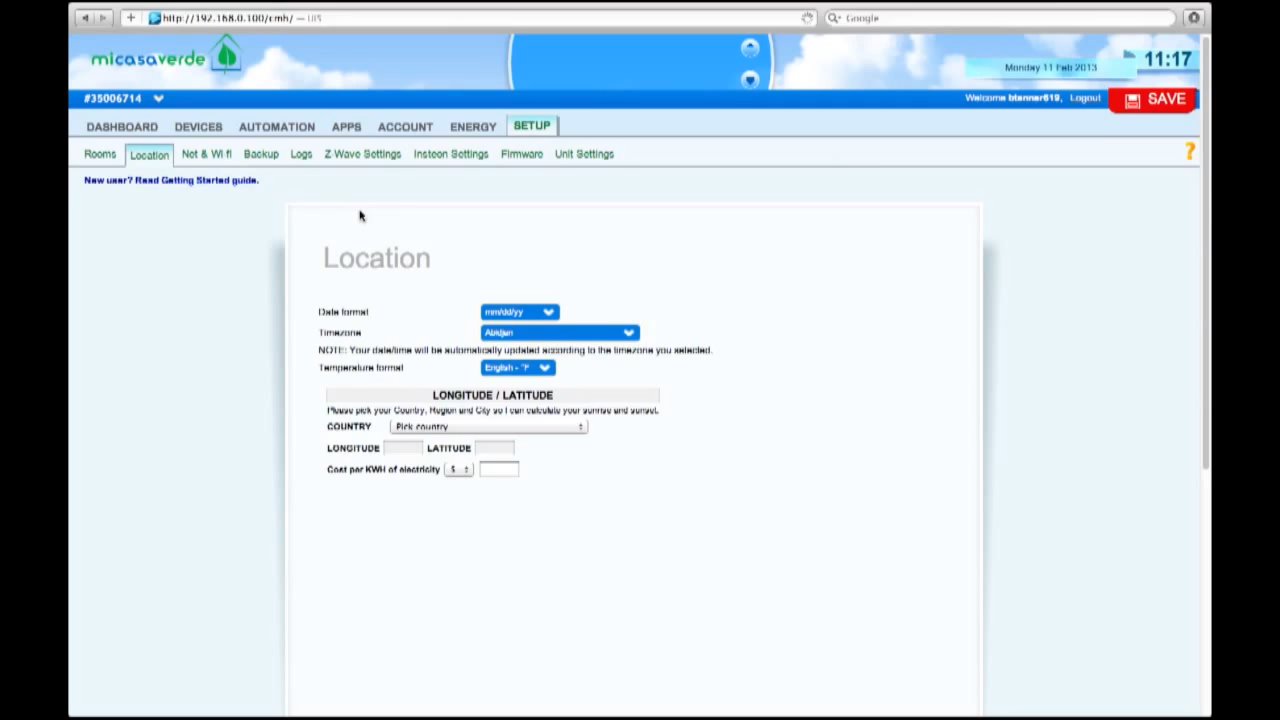 http://192.168.0.100/cmh/ — UI5
Google
micasaverde
Monday 11 Feb 2013
11:17
#35006714
Welcome btanner619, Logout
SAVE
DASHBOARD DEVICES AUTOMATION APPS ACCOUNT ENERGY SETUP
Rooms Location Net & Wi fi Backup Logs Z-Wave Settings Insteon Settings Firmware Unit Settings
?
New user? Read Getting Started guide.
Location
Date format mm/dd/yy
Timezone Abidjan
NOTE: Your date/time will be automatically updated according to the timezone you selected.
Temperature format English - °F
LONGITUDE / LATITUDE
Please pick your Country, Region and City so I can calculate your sunrise and sunset.
COUNTRY Pick country
LONGITUDE LATITUDE
Cost per KWH of electricity $